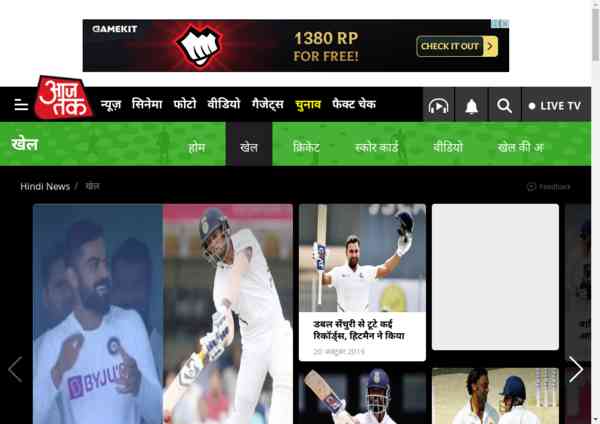 GAMEKIT
1380 RP
FOR FREE!
CHECK IT OUT
आज तक
न्यूज़ सिनेमा फोटो वीडियो गैजेट्स चुनाव फैक्ट चेक
LIVE TV
खेल
होम खेल क्रिकेट स्कोर कार्ड वीडियो खेल की अ
Hindi News / खेल
Feedback
BYJU'S
डबल सेंचुरी से टूटे कई
रिकॉर्ड्स, हिटमैन ने किया
20 अक्टूबर 2019